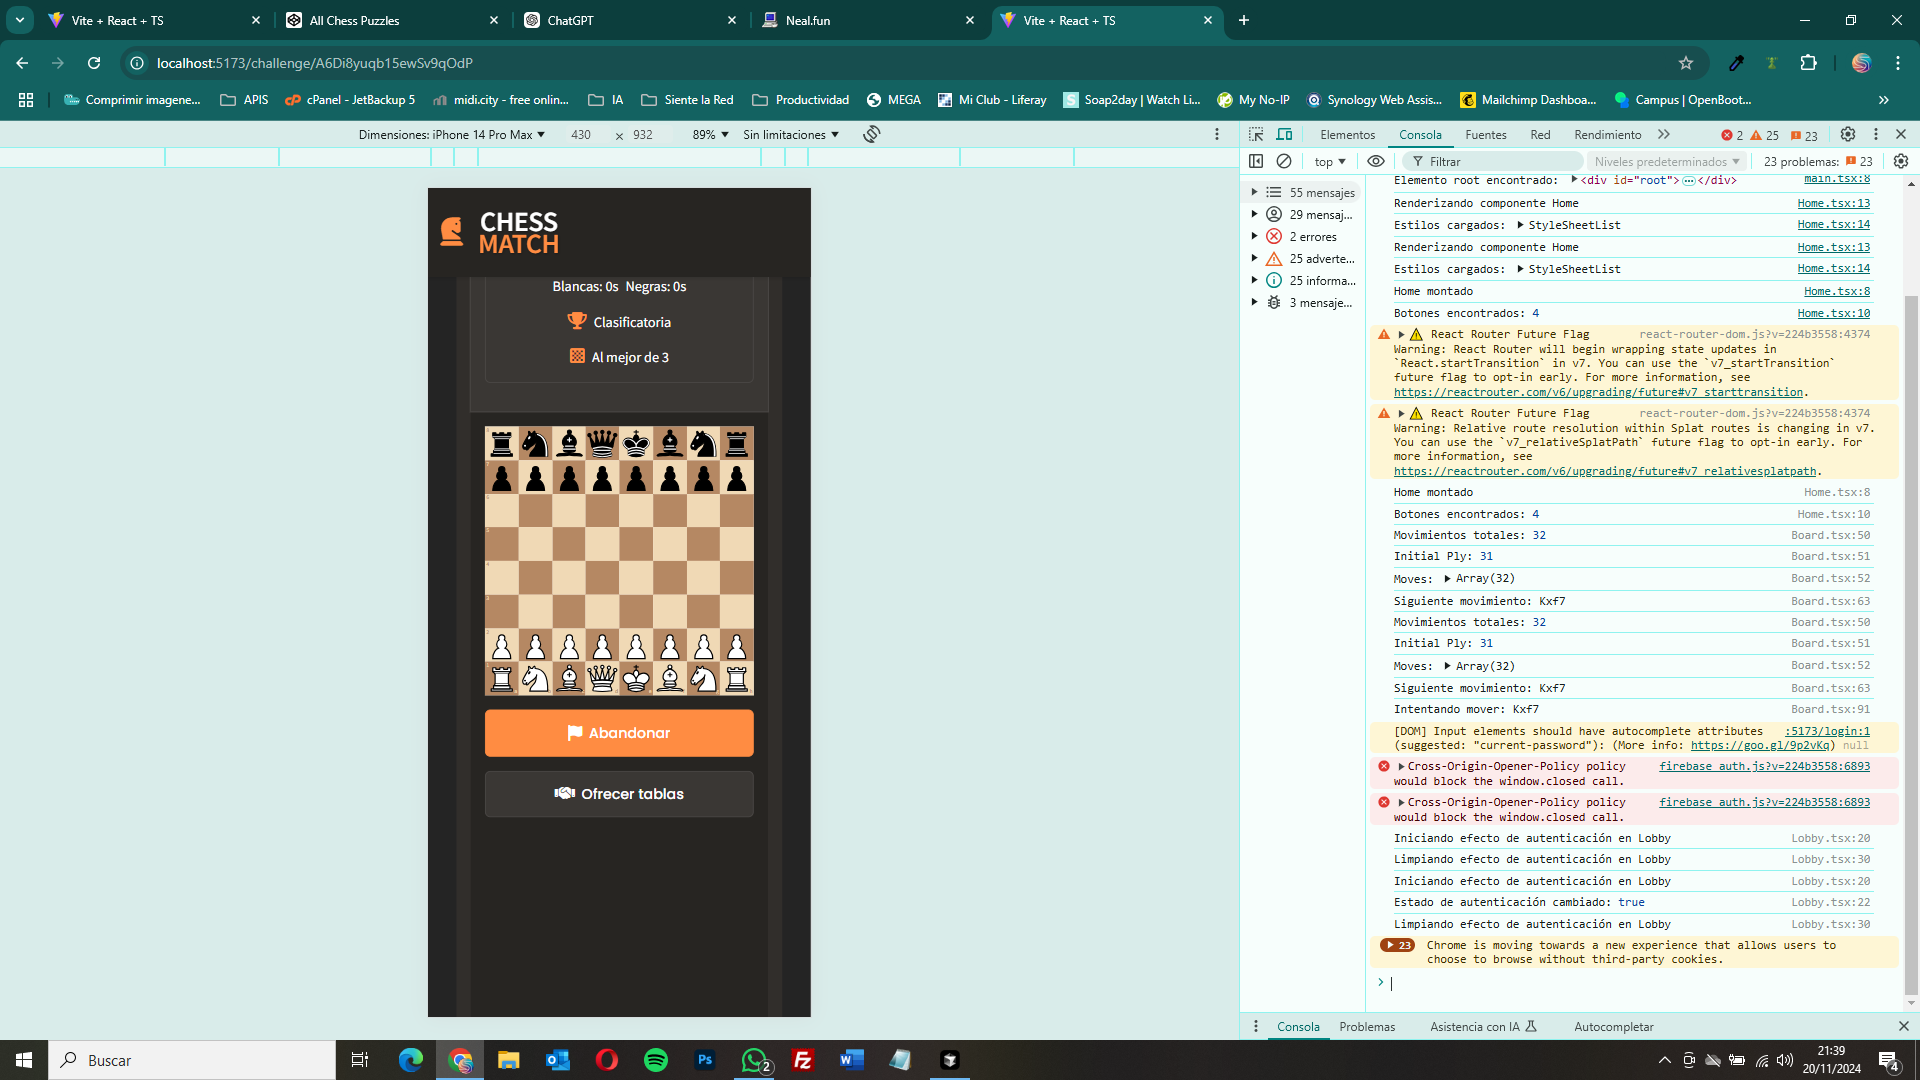 Vite + React + TS
All Chess Puzzles
ChatGPT
Neal.fun
Vite + React + TS
localhost:5173/challenge/A6Di8yuqb15ewSv9qOdP
Comprimir imagene...
APIS
cPanel - JetBackup 5
midi.city - free onlin...
IA
Siente la Red
Productividad
MEGA
Mi Club - Liferay
Soap2day | Watch Li...
My No-IP
Synology Web Assis...
Mailchimp Dashboa...
Campus | OpenBoot...
Dimensiones: iPhone 14 Pro Max
430 × 932
89%
Sin limitaciones
Elementos
Consola
Fuentes
Red
Rendimiento
2
25
23
top
Filtrar
Niveles predeterminados
23 problemas: 23
CHESS
MATCH
Blancas: 0s Negras: 0s
Clasificatoria
Al mejor de 3
Abandonar
Ofrecer tablas
55 mensajes
29 mensaj...
2 errores
25 adverte...
25 informa...
3 mensaje...
Elemento root encontrado: <div id="root">…</div> main.tsx:8
Renderizando componente Home Home.tsx:13
Estilos cargados: StyleSheetList Home.tsx:14
Renderizando componente Home Home.tsx:13
Estilos cargados: StyleSheetList Home.tsx:14
Home montado Home.tsx:8
Botones encontrados: 4 Home.tsx:10
React Router Future Flag react-router-dom.js?v=224b3558:4374
Warning: React Router will begin wrapping state updates in
`React.startTransition` in v7. You can use the `v7_startTransition`
future flag to opt-in early. For more information, see
https://reactrouter.com/v6/upgrading/future#v7_starttransition.
React Router Future Flag react-router-dom.js?v=224b3558:4374
Warning: Relative route resolution within Splat routes is changing in v7.
You can use the `v7_relativeSplatPath` future flag to opt-in early. For
more information, see
https://reactrouter.com/v6/upgrading/future#v7_relativesplatpath.
Home montado Home.tsx:8
Botones encontrados: 4 Home.tsx:10
Movimientos totales: 32 Board.tsx:50
Initial Ply: 31 Board.tsx:51
Moves: Array(32) Board.tsx:52
Siguiente movimiento: Kxf7 Board.tsx:63
Movimientos totales: 32 Board.tsx:50
Initial Ply: 31 Board.tsx:51
Moves: Array(32) Board.tsx:52
Siguiente movimiento: Kxf7 Board.tsx:63
Intentando mover: Kxf7 Board.tsx:91
[DOM] Input elements should have autocomplete attributes :5173/login:1
(suggested: "current-password"): (More info: https://goo.gl/9p2vKq) null
Cross-Origin-Opener-Policy policy firebase_auth.js?v=224b3558:6893
would block the window.closed call.
Cross-Origin-Opener-Policy policy firebase_auth.js?v=224b3558:6893
would block the window.closed call.
Iniciando efecto de autenticación en Lobby Lobby.tsx:20
Limpiando efecto de autenticación en Lobby Lobby.tsx:30
Iniciando efecto de autenticación en Lobby Lobby.tsx:20
Estado de autenticación cambiado: true Lobby.tsx:22
Limpiando efecto de autenticación en Lobby Lobby.tsx:30
23 Chrome is moving towards a new experience that allows users to
choose to browse without third-party cookies.
Consola
Problemas
Asistencia con IA
Autocompletar
Buscar
2
21:39
20/11/2024
4